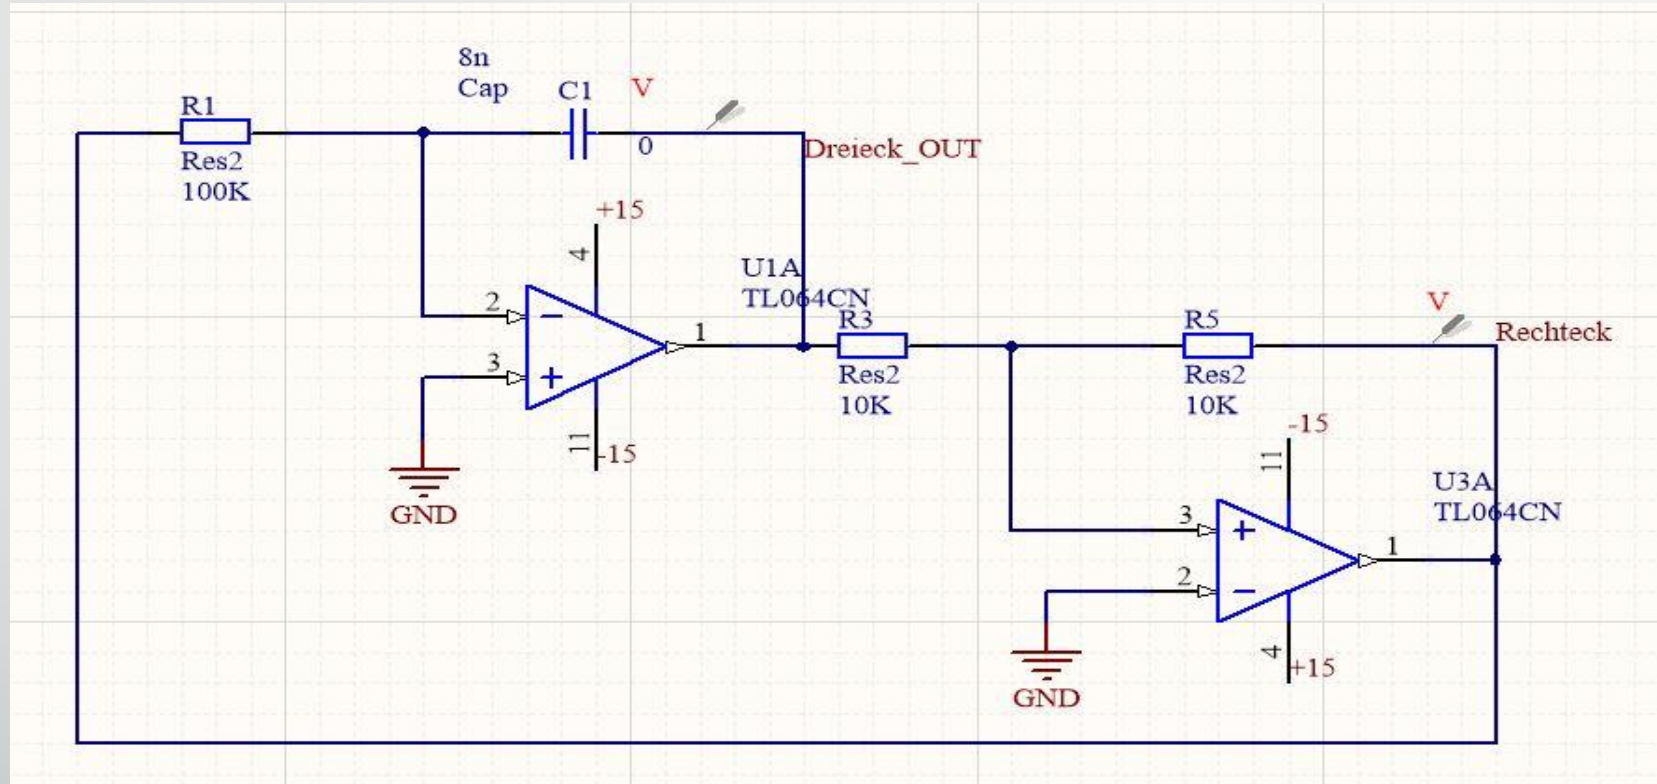 8n
Cap
C1
V
R1
0
Dreieck_OUT
Res2
100K
+15
4
U1A
TL064CN
2
−
3
+
1
R3
Res2
10K
11
-15
GND
R5
Res2
10K
V
Rechteck
-15
11
U3A
TL064CN
3
+
2
−
1
4
+15
GND